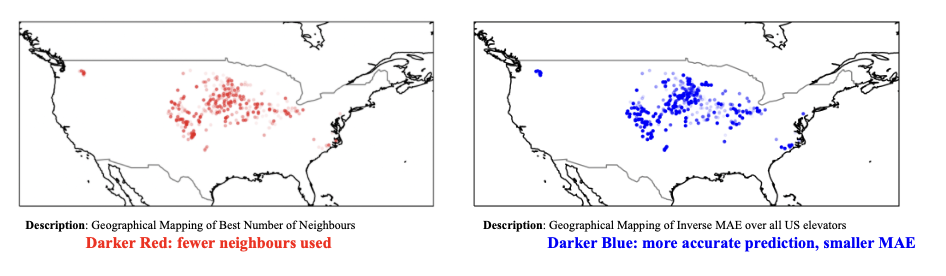 Description: Geographical Mapping of Best Number of Neighbours
Darker Red: fewer neighbours used
Description: Geographical Mapping of Inverse MAE over all US elevators
Darker Blue: more accurate prediction, smaller MAE